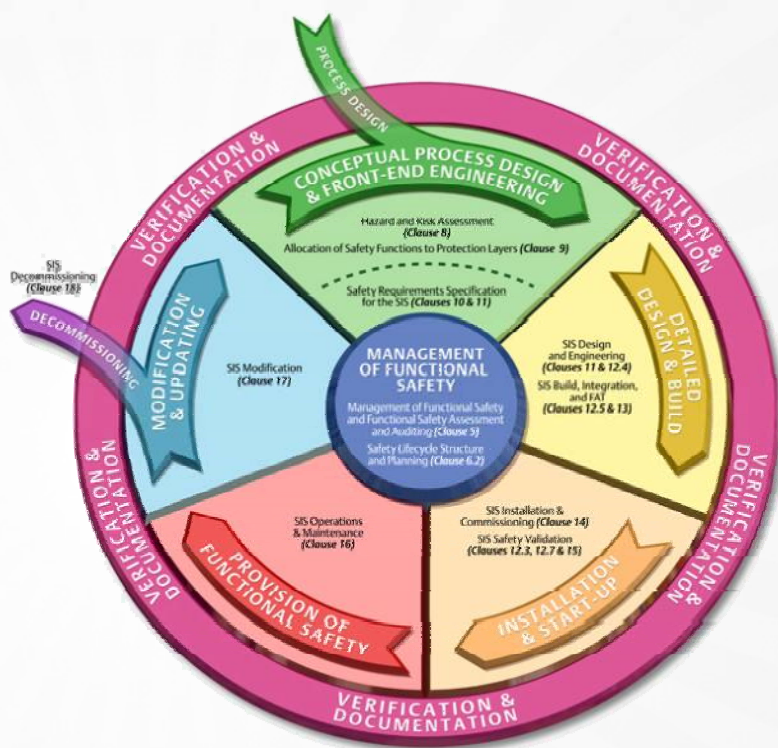 PROCESS DESIGN
VERIFICATION &
DOCUMENTATION
VERIFICATION &
DOCUMENTATION
CONCEPTUAL PROCESS DESIGN
& FRONT-END ENGINEERING
Hazard and Risk Assessment
(Clause 8)
Allocation of Safety Functions to Protection Layers (Clause 9)
Safety Requirements Specification
for the SIS (Clauses 10 & 11)
SIS
Decommissioning
(Clause 18)
DECOMMISSIONING
MODIFICATION
& UPDATING
SIS Modification
(Clause 17)
MANAGEMENT
OF FUNCTIONAL
SAFETY
Management of Functional Safety
and Functional Safety Assessment
and Auditing (Clause 5)
Safety Lifecycle Structure
and Planning (Clause 6.2)
SIS Design
and Engineering
(Clauses 11 & 12.4)
SIS Build, Integration,
and FAT
(Clauses 12.5 & 13)
DETAILED
DESIGN & BUILD
VERIFICATION &
DOCUMENTATION
SIS Operations
& Maintenance
(Clause 16)
PROVISION OF
FUNCTIONAL SAFETY
SIS Installation &
Commissioning (Clause 14)
SIS Safety Validation
(Clauses 12.3, 12.7 & 15)
INSTALLATION
& START-UP
VERIFICATION &
DOCUMENTATION
VERIFICATION &
DOCUMENTATION